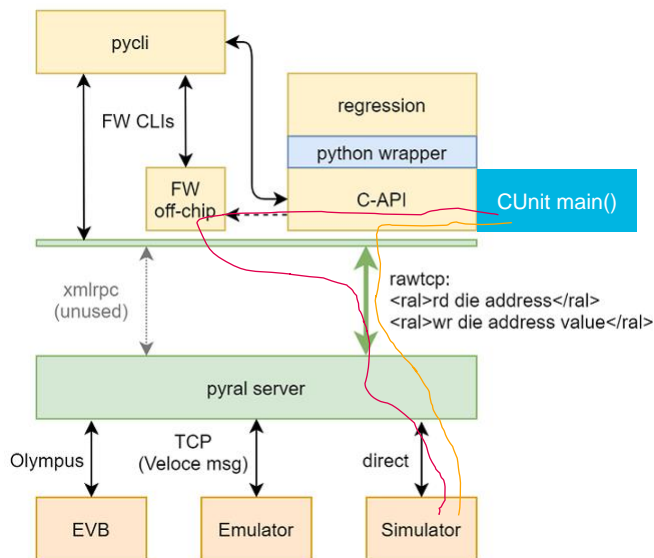 pycli
FW CLIs
regression
python wrapper
FW
off-chip
C-API
CUnit main()
xmlrpc
(unused)
rawtcp:
<ral>rd die address</ral>
<ral>wr die address value</ral>
pyral server
Olympus
TCP
(Veloce msg)
direct
EVB
Emulator
Simulator